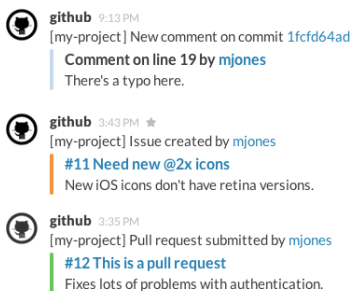 github 9:13 PM
[my-project] New comment on commit 1fcfd64ad
Comment on line 19 by mjones
There's a typo here.
github 3:43 PM
[my-project] Issue created by mjones
#11 Need new @2x icons
New iOS icons don't have retina versions.
github 3:35 PM
[my-project] Pull request submitted by mjones
#12 This is a pull request
Fixes lots of problems with authentication.